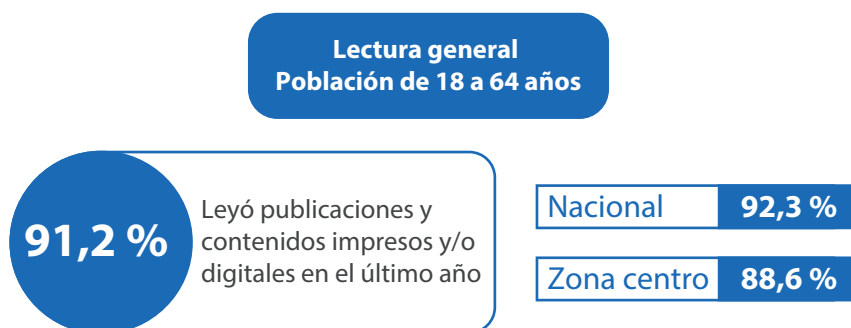 Lectura general
Población de 18 a 64 años
91,2 %
Leyó publicaciones y
contenidos impresos y/o
digitales en el último año
Nacional 92,3 %
Zona centro 88,6 %